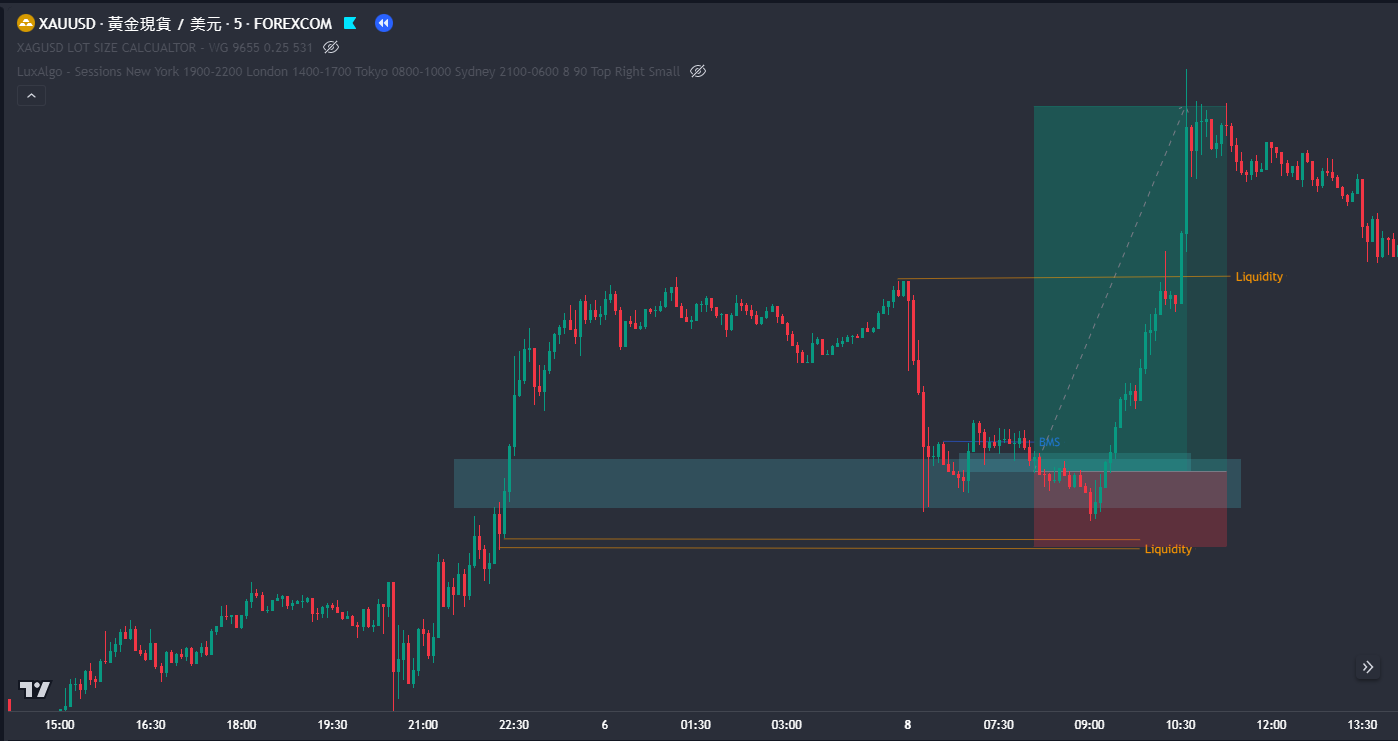 XAUUSD · 黃金現貨 / 美元 · 5 · FOREXCOM
XAGUSD LOT SIZE CALCUALTOR - WG 9655 0.25 531
LuxAlgo - Sessions New York 1900-2200 London 1400-1700 Tokyo 0800-1000 Sydney 2100-0600 8 90 Top Right Small
Liquidity
BMS
Liquidity
15:00 16:30 18:00 19:30 21:00 22:30 6 01:30 03:00 8 07:30 09:00 10:30 12:00 13:30